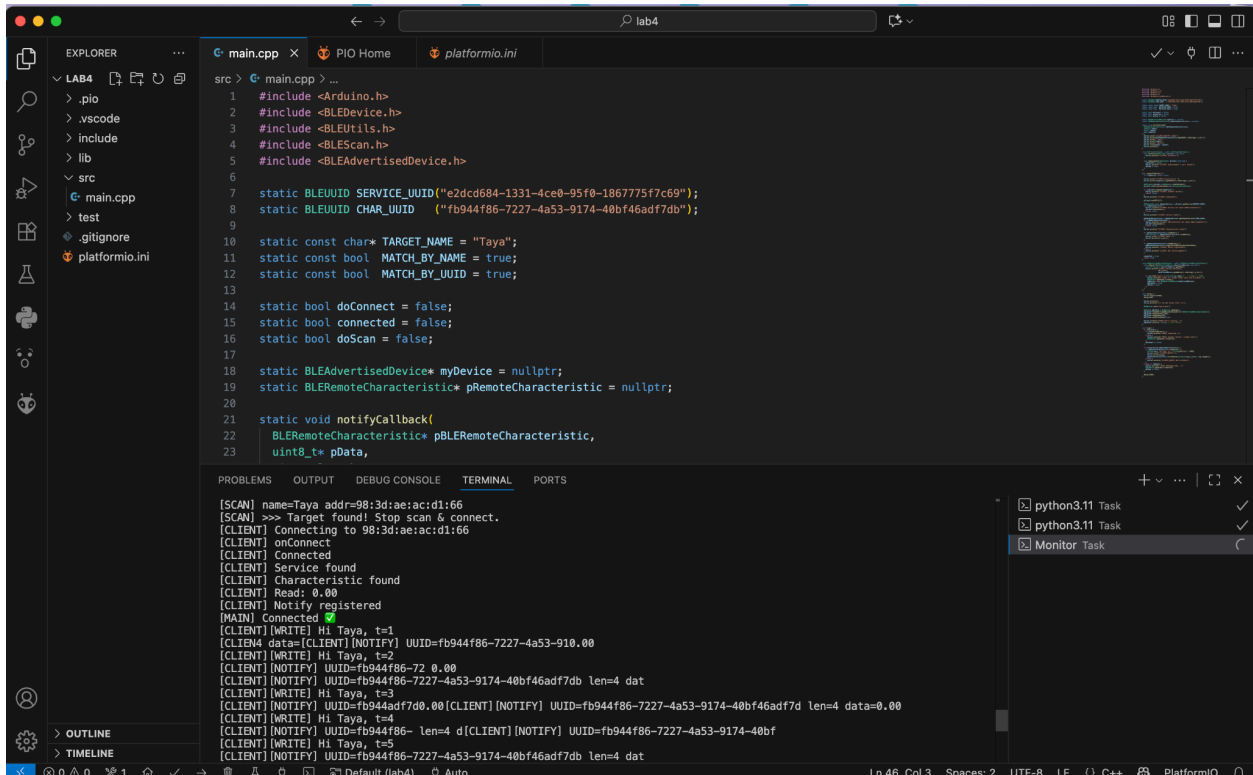 lab4
EXPLORER
LAB4
.pio
.vscode
include
lib
src
main.cpp
test
.gitignore
platformio.ini
OUTLINE
TIMELINE
main.cpp
PIO Home
platformio.ini
src > main.cpp > ...
1 #include <Arduino.h>
2 #include <BLEDevice.h>
3 #include <BLEUtils.h>
4 #include <BLEScan.h>
5 #include <BLEAdvertisedDevice.h>
6
7 static BLEUUID SERVICE_UUID("e2dcd684-1331-4ce0-95f0-1867775f7c69");
8 static BLEUUID CHAR_UUID   ("fb944f86-7227-4a53-9174-40bf46adf7db");
9
10 static const char* TARGET_NAME = "Taya";
11 static const bool  MATCH_BY_NAME = true;
12 static const bool  MATCH_BY_UUID = true;
13
14 static bool doConnect = false;
15 static bool connected = false;
16 static bool doScan = false;
17
18 static BLEAdvertisedDevice* myDevice = nullptr;
19 static BLERemoteCharacteristic* pRemoteCharacteristic = nullptr;
20
21 static void notifyCallback(
22   BLERemoteCharacteristic* pBLERemoteCharacteristic,
23   uint8_t* pData,
PROBLEMS OUTPUT DEBUG CONSOLE TERMINAL PORTS
[SCAN] name=Taya addr=98:3d:ae:ac:d1:66
[SCAN] >>> Target found! Stop scan & connect.
[CLIENT] Connecting to 98:3d:ae:ac:d1:66
[CLIENT] onConnect
[CLIENT] Connected
[CLIENT] Service found
[CLIENT] Characteristic found
[CLIENT] Read: 0.00
[CLIENT] Notify registered
[MAIN] Connected ✅
[CLIENT][WRITE] Hi Taya, t=1
[CLIEN4 data=[CLIENT][NOTIFY] UUID=fb944f86-7227-4a53-910.00
[CLIENT][WRITE] Hi Taya, t=2
[CLIENT][NOTIFY] UUID=fb944f86-72 0.00
[CLIENT][NOTIFY] UUID=fb944f86-7227-4a53-9174-40bf46adf7db len=4 dat
[CLIENT][WRITE] Hi Taya, t=3
[CLIENT][NOTIFY] UUID=fb944adf7d0.00[CLIENT][NOTIFY] UUID=fb944f86-7227-4a53-9174-40bf46adf7d len=4 data=0.00
[CLIENT][WRITE] Hi Taya, t=4
[CLIENT][NOTIFY] UUID=fb944f86- len=4 d[CLIENT][NOTIFY] UUID=fb944f86-7227-4a53-9174-40bf
[CLIENT][WRITE] Hi Taya, t=5
[CLIENT][NOTIFY] UUID=fb944f86-7227-4a53-9174-40bf46adf7db len=4 dat
python3.11 Task
python3.11 Task
Monitor Task
0 0 1 Default (lab4) Auto Ln 46, Col 3 Spaces: 2 UTF-8 LF {} C++ PlatformIO